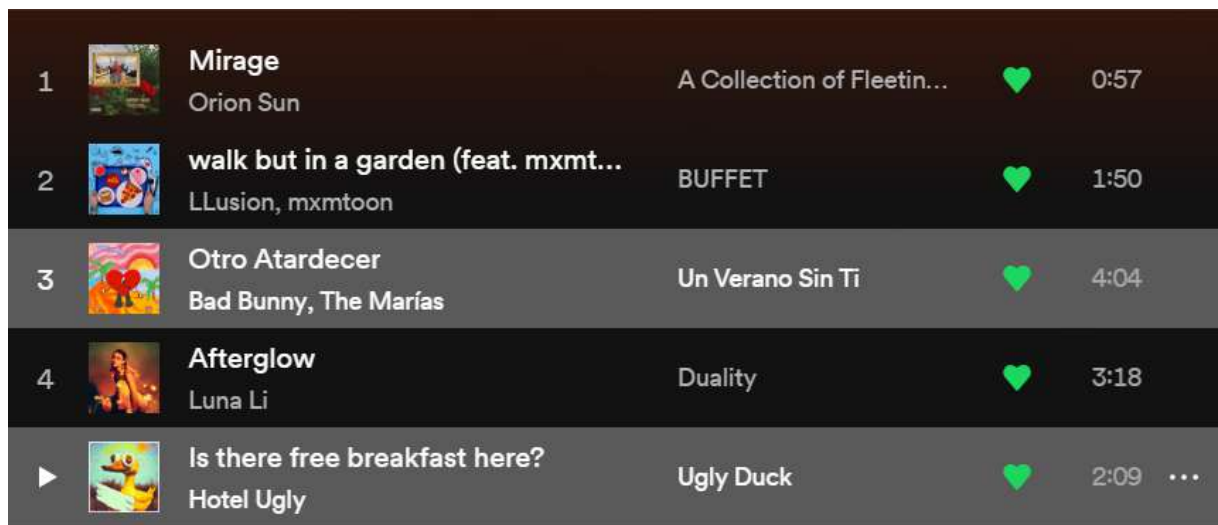 1
Mirage
Orion Sun
A Collection of Fleetin...
0:57
2
walk but in a garden (feat. mxmt...
LLusion, mxmtoon
BUFFET
1:50
3
Otro Atardecer
Bad Bunny, The Marías
Un Verano Sin Ti
4:04
4
Afterglow
Luna Li
Duality
3:18
Is there free breakfast here?
Hotel Ugly
Ugly Duck
2:09